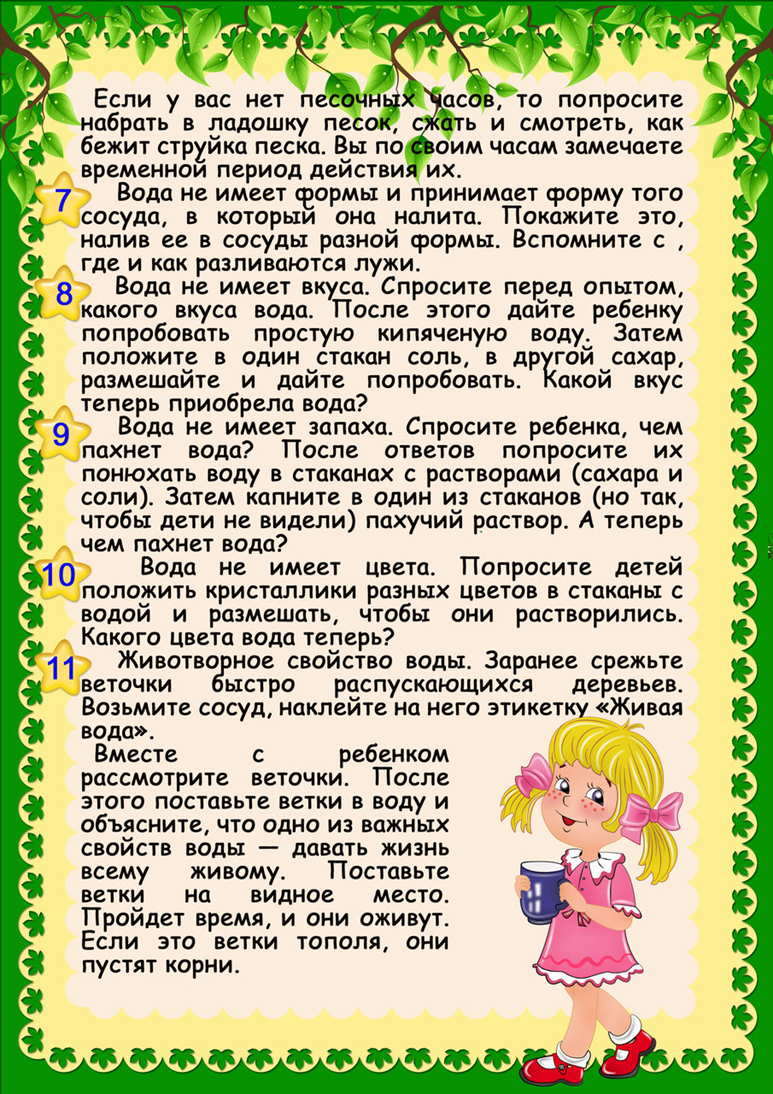 Если у вас нет песочных часов, то попросите
набрать в ладошку песок, сжать и смотреть, как
бежит струйка песка. Вы по своим часам замечаете
временной период действия их.
7 Вода не имеет формы и принимает форму того
сосуда, в который она налита. Покажите это,
налив ее в сосуды разной формы. Вспомните с ,
где и как разливаются лужи.
8 Вода не имеет вкуса. Спросите перед опытом,
какого вкуса вода. После этого дайте ребенку
попробовать простую кипяченую воду. Затем
положите в один стакан соль, в другой сахар,
размешайте и дайте попробовать. Какой вкус
теперь приобрела вода?
9 Вода не имеет запаха. Спросите ребенка, чем
пахнет вода? После ответов попросите их
понюхать воду в стаканах с растворами (сахара и
соли). Затем капните в один из стаканов (но так,
чтобы дети не видели) пахучий раствор. А теперь
чем пахнет вода?
10 Вода не имеет цвета. Попросите детей
положить кристаллики разных цветов в стаканы с
водой и размешать, чтобы они растворились.
Какого цвета вода теперь?
11 Животворное свойство воды. Заранее срежьте
веточки быстро распускающихся деревьев.
Возьмите сосуд, наклейте на него этикетку «Живая
вода».
Вместе с ребенком
рассмотрите веточки. После
этого поставьте ветки в воду и
объясните, что одно из важных
свойств воды — давать жизнь
всему живому. Поставьте
ветки на видное место.
Пройдет время, и они оживут.
Если это ветки тополя, они
пустят корни.